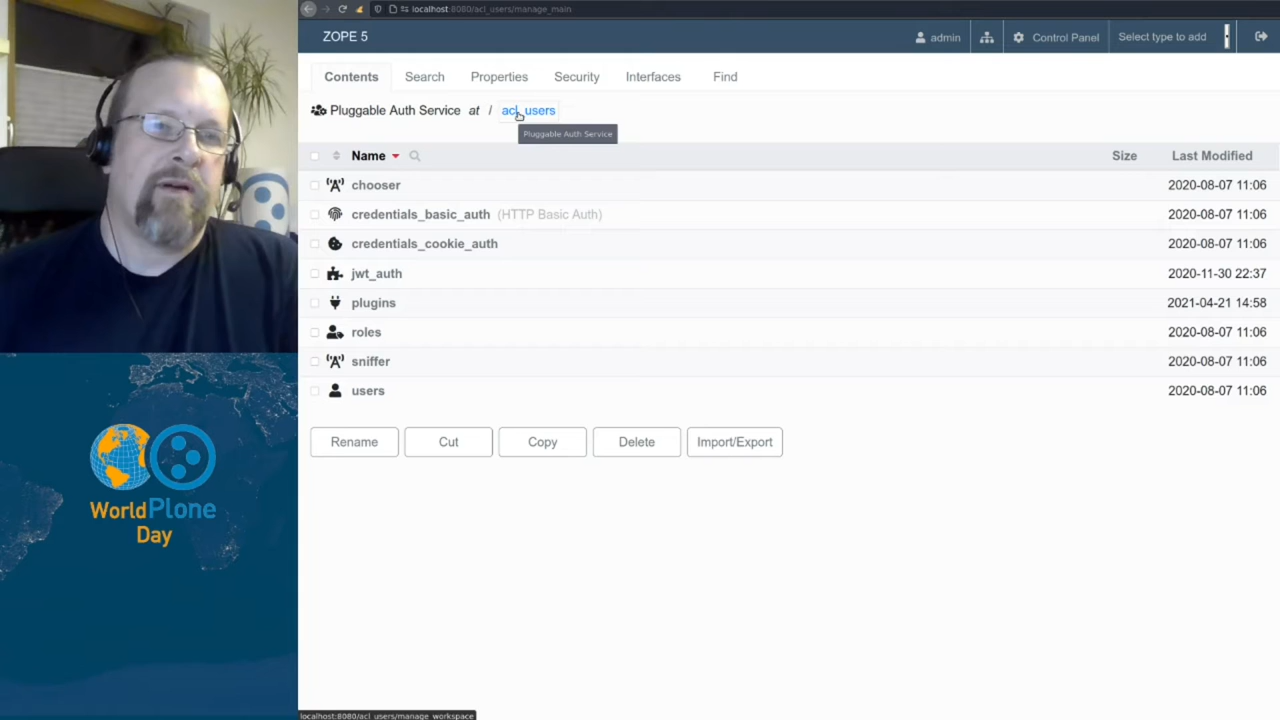 localhost:8080/acl_users/manage_main
ZOPE 5
admin
Control Panel
Select type to add
Contents
Search
Properties
Security
Interfaces
Find
Pluggable Auth Service at / acl_users
Pluggable Auth Service
Name
Size
Last Modified
chooser 2020-08-07 11:06
credentials_basic_auth (HTTP Basic Auth) 2020-08-07 11:06
credentials_cookie_auth 2020-08-07 11:06
jwt_auth 2020-11-30 22:37
plugins 2021-04-21 14:58
roles 2020-08-07 11:06
sniffer 2020-08-07 11:06
users 2020-08-07 11:06
Rename
Cut
Copy
Delete
Import/Export
WorldPlone
Day
localhost:8080/acl_users/manage_workspace